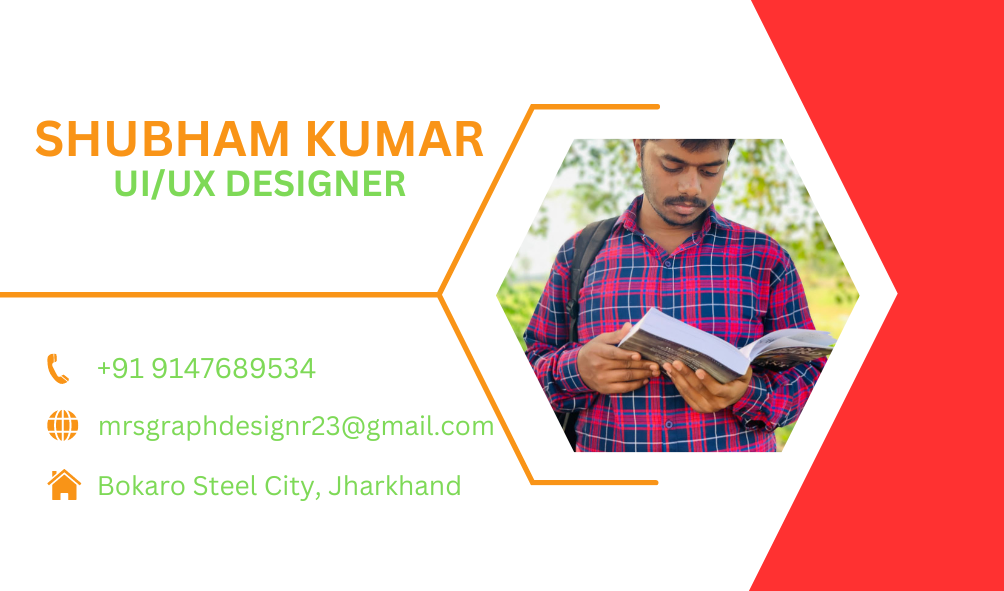 SHUBHAM KUMAR
UI/UX DESIGNER
+91 9147689534
mrsgraphdesignr23@gmail.com
Bokaro Steel City, Jharkhand